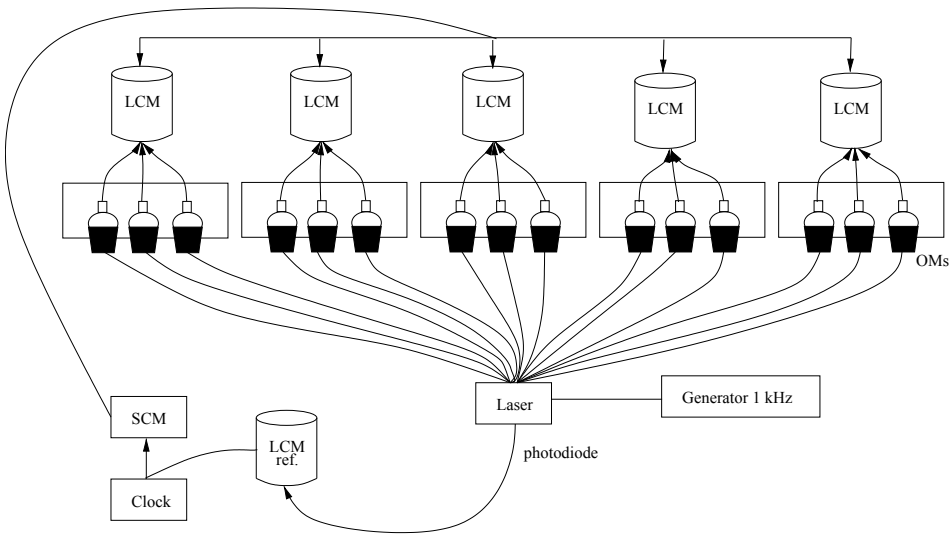 LCM
LCM
LCM
LCM
LCM
OMs
Laser
Generator 1 kHz
SCM
LCM
ref.
photodiode
Clock